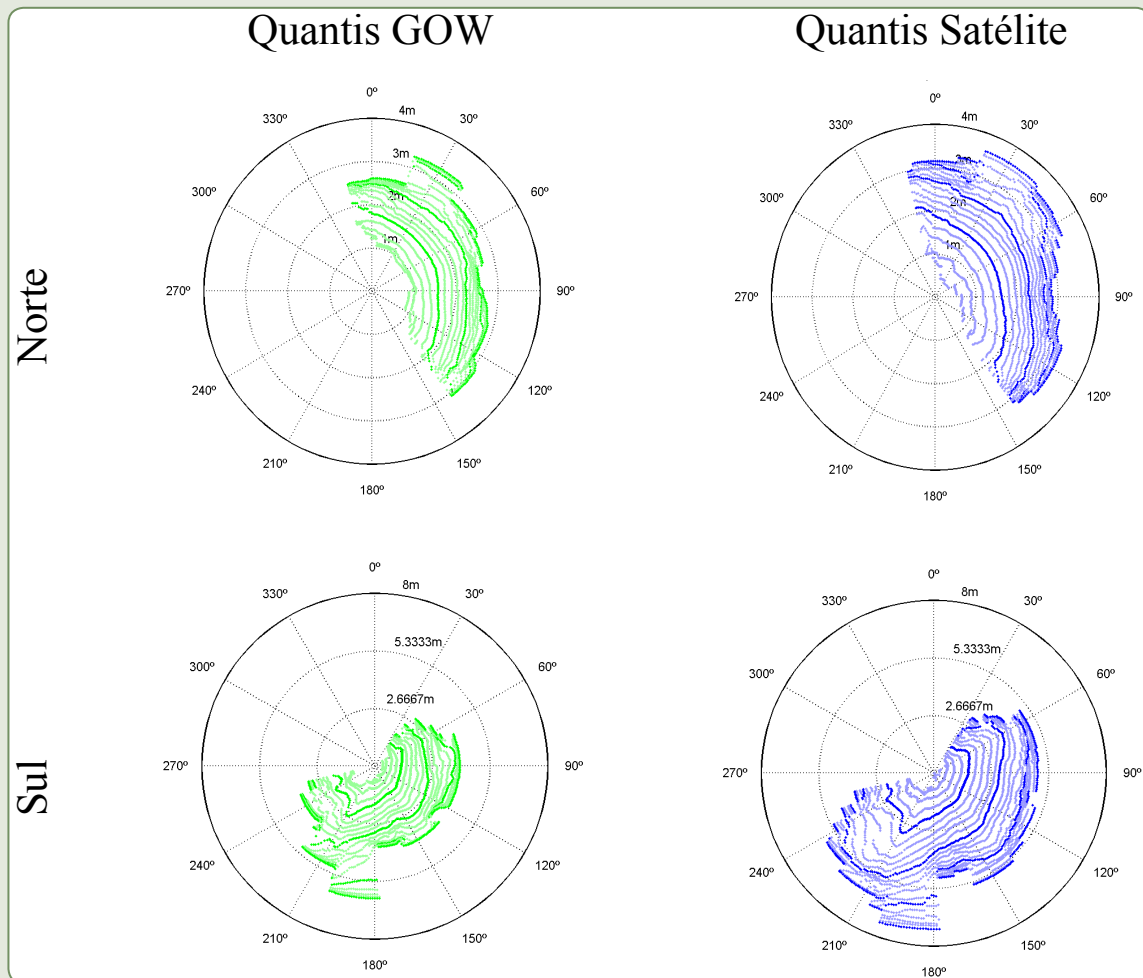 Quantis GOW
Quantis Satélite
Norte
0º
30º
60º
90º
120º
150º
180º
210º
240º
270º
300º
330º
4m
3m
2m
1m
0º
30º
60º
90º
120º
150º
180º
210º
240º
270º
300º
330º
4m
3m
2m
1m
Sul
0º
30º
60º
90º
120º
150º
180º
210º
240º
270º
300º
330º
8m
5.3333m
2.6667m
0º
30º
60º
90º
120º
150º
180º
210º
240º
270º
300º
330º
8m
5.3333m
2.6667m